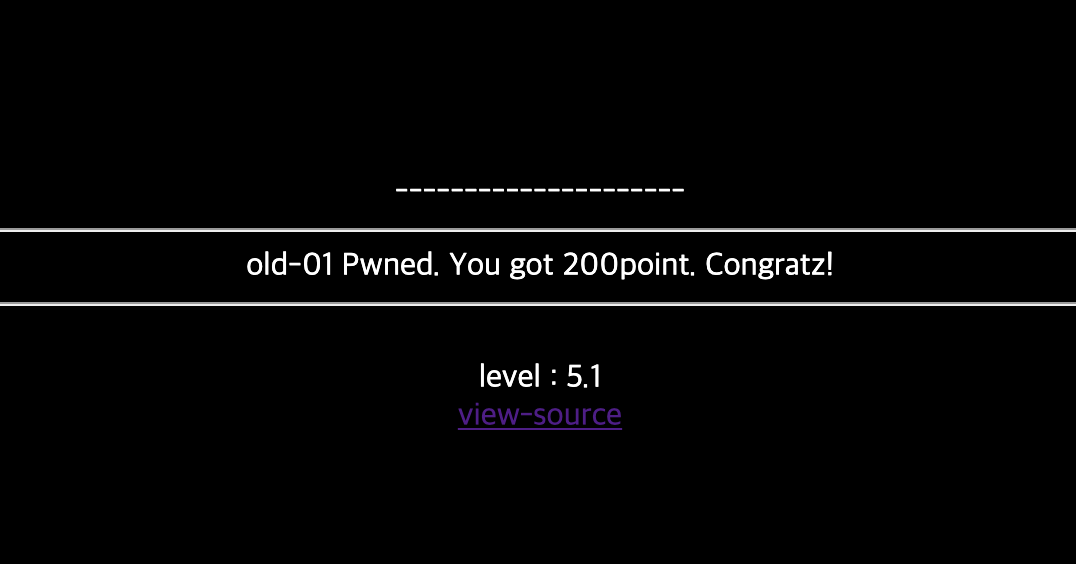 ---------------------
old-01 Pwned. You got 200point. Congratz!
level : 5.1
view-source